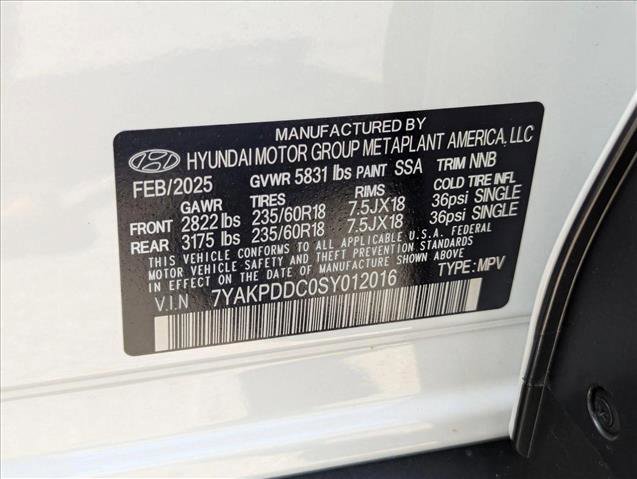 MANUFACTURED BY
HYUNDAI MOTOR GROUP METAPLANT AMERICA, LLC
FEB/2025 GVWR 5831 lbs PAINT SSA TRIM NNB
GAWR TIRES RIMS COLD TIRE INFL
FRONT 2822 lbs 235/60R18 7.5JX18 36psi SINGLE
REAR 3175 lbs 235/60R18 7.5JX18 36psi SINGLE
THIS VEHICLE CONFORMS TO ALL APPLICABLE U.S.A. FEDERAL
MOTOR VEHICLE SAFETY AND THEFT PREVENTION STANDARDS
IN EFFECT ON THE DATE OF MANUFACTURE SHOWN ABOVE.
V.I.N 7YAKPDDC0SY012016 TYPE : MPV